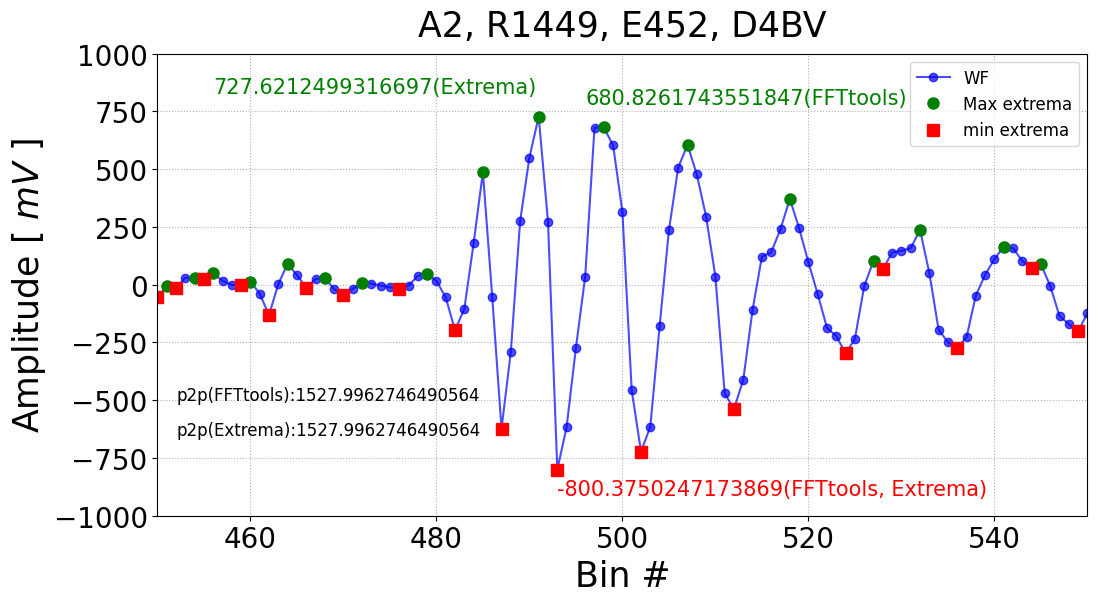 A2, R1449, E452, D4BV
Amplitude [ mV ]
1000
750
500
250
0
−250
−500
−750
−1000
727.6212499316697(Extrema)
680.8261743551847(FFTtools)
WF
Max extrema
min extrema
p2p(FFTtools):1527.9962746490564
p2p(Extrema):1527.9962746490564
-800.3750247173869(FFTtools, Extrema)
460 480 500 520 540
Bin #